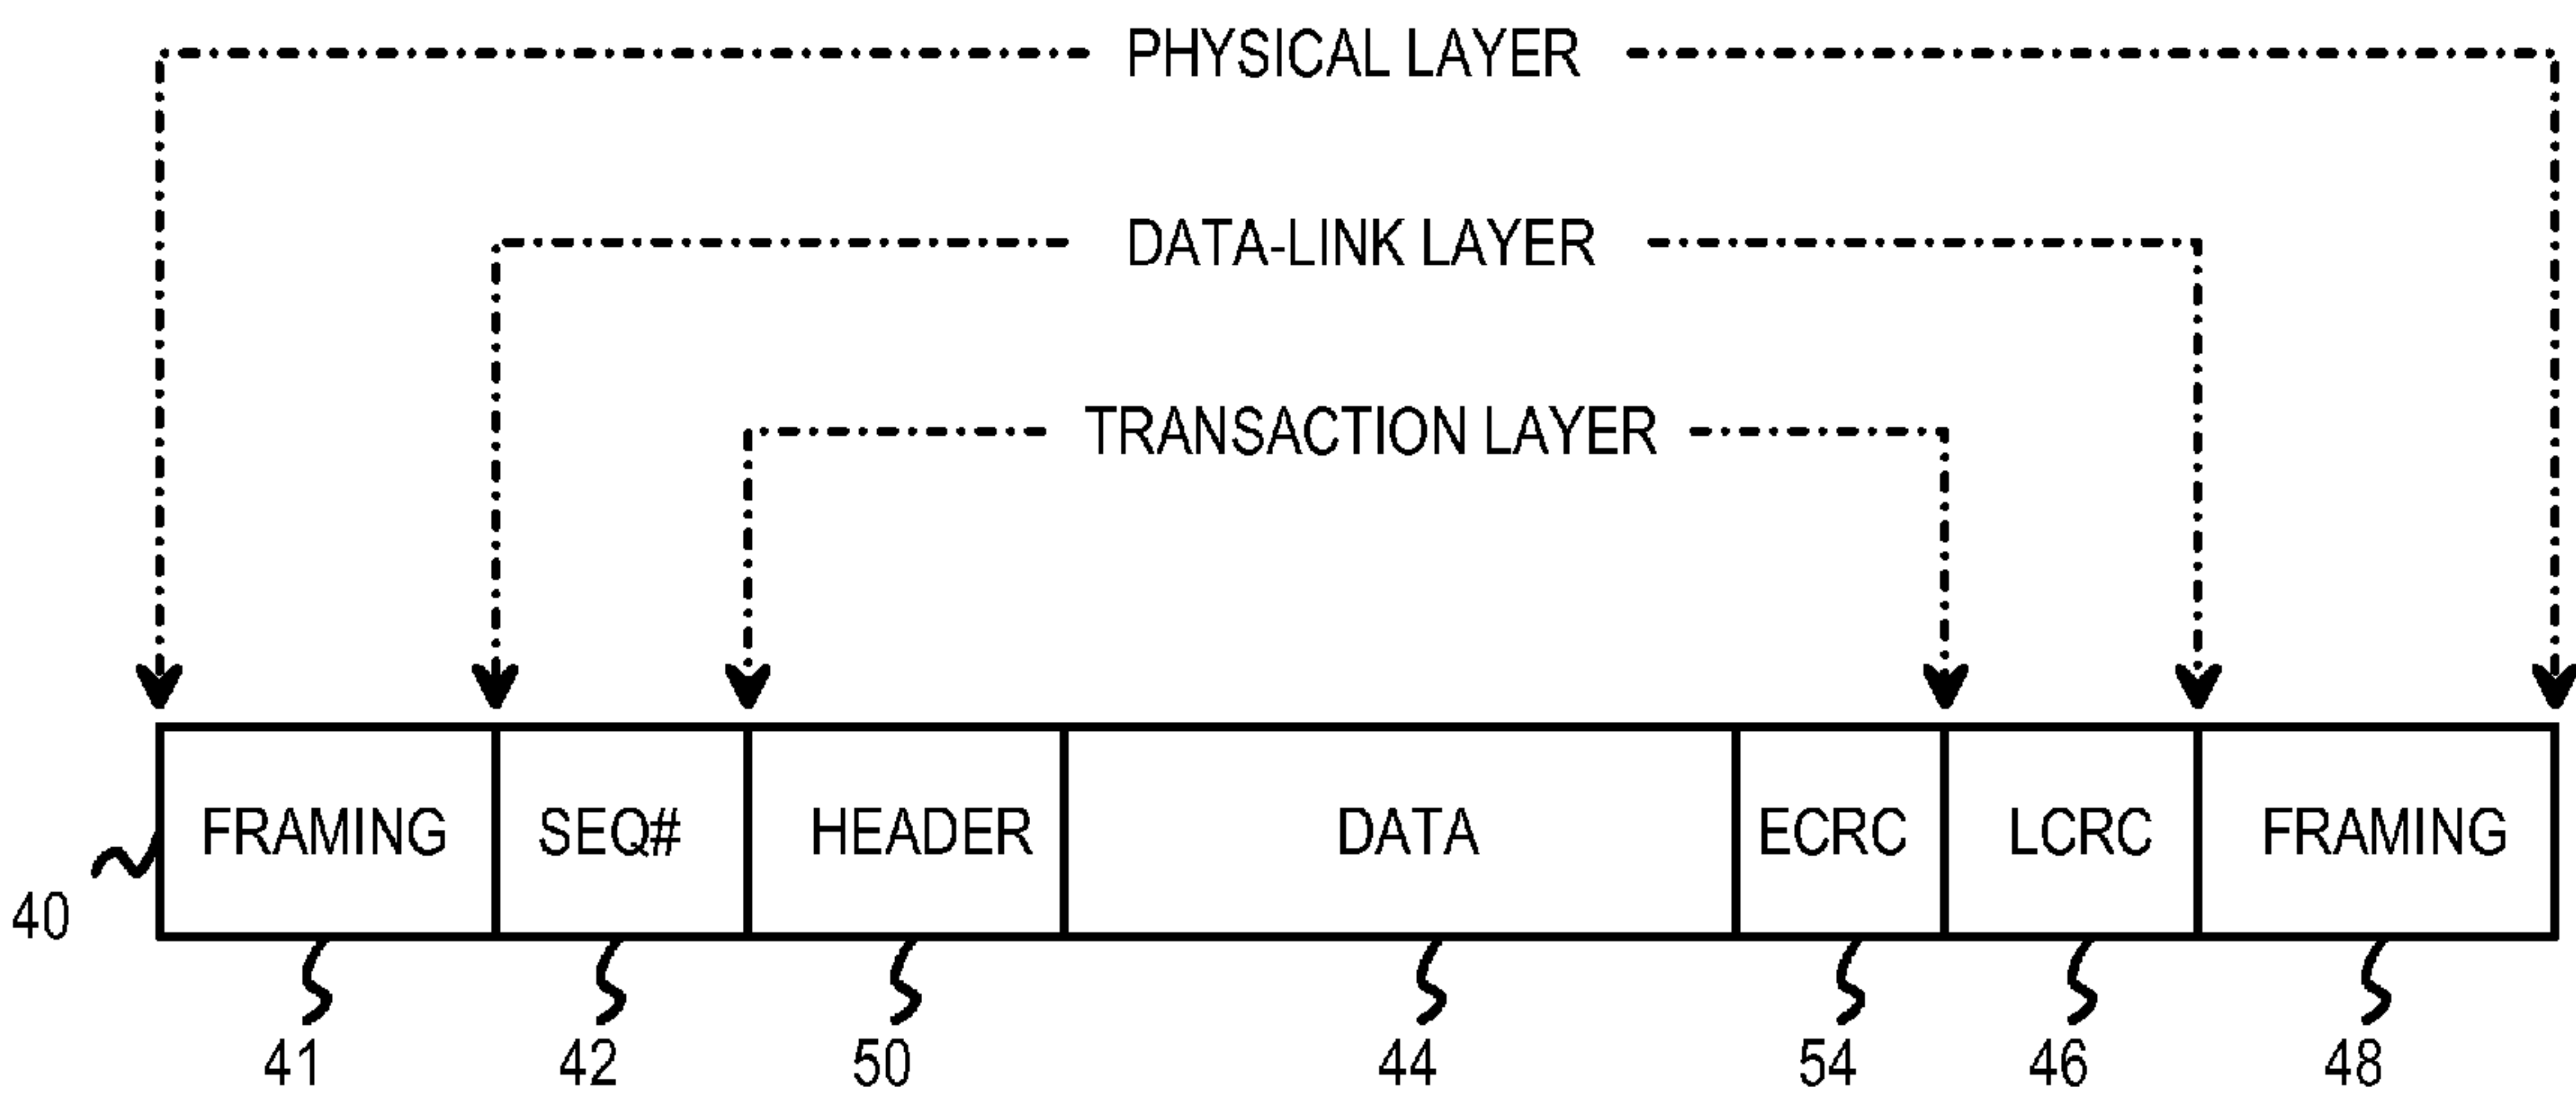 PHYSICAL LAYER
DATA-LINK LAYER
TRANSACTION LAYER
FRAMING SEQ# HEADER DATA ECRC LCRC FRAMING
40
41 42 50 44 54 46 48